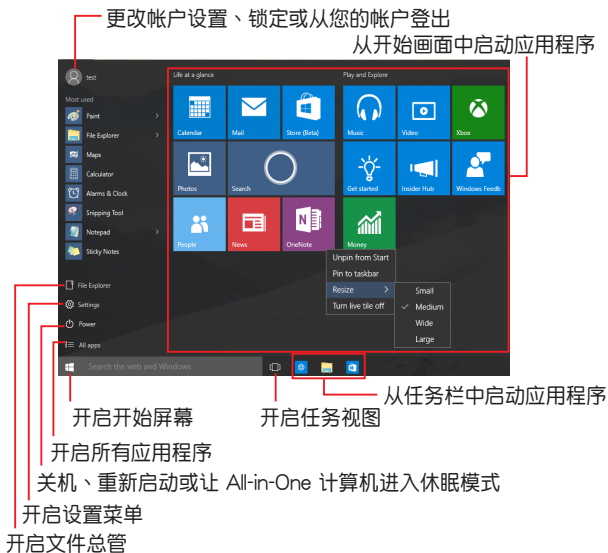 更改帐户设置、锁定或从您的帐户登出
从开始画面中启动应用程序
test
Life at a glance
Play and Explore
Most used
Paint
File Explorer
Maps
Calculator
Alarms & Clock
Snipping Tool
Notepad
Sticky Notes
Calendar
Mail
Store (Beta)
Music
Video
Xbox
Photos
Search
Get started
Insider Hub
Windows Feedb
People
News
OneNote
Money
Unpin from Start
Pin to taskbar
Resize
Turn live tile off
Small
Medium
Wide
Large
File Explorer
Settings
Power
All apps
Search the web and Windows
从任务栏中启动应用程序
开启开始屏幕
开启任务视图
开启所有应用程序
关机、重新启动或让 All-in-One 计算机进入休眠模式
开启设置菜单
开启文件总管